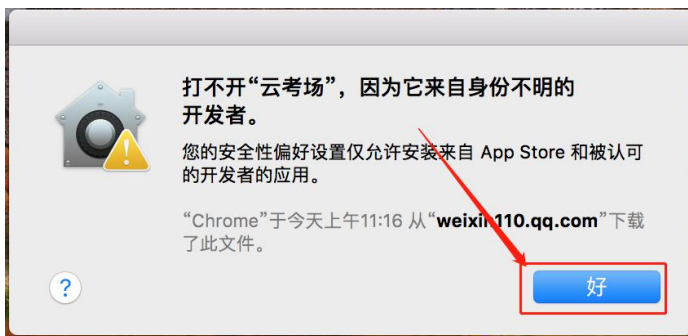 打不开“云考场”，因为它来自身份不明的
开发者。
您的安全性偏好设置仅允许安装来自 App Store 和被认可
的开发者的应用。
“Chrome”于今天上午11:16 从“weixin110.qq.com”下载
了此文件。
?
好